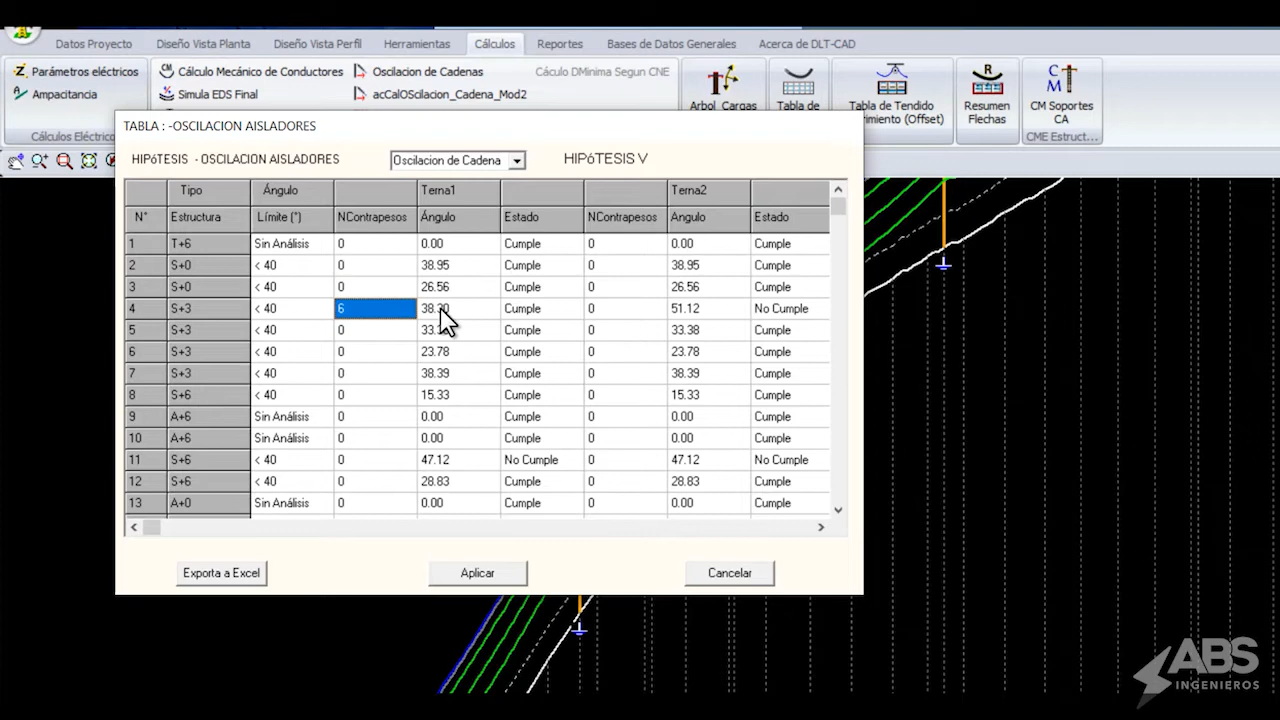 Datos Proyecto Diseño Vista Planta Diseño Vista Perfil Herramientas Cálculos Reportes Bases de Datos Generales Acerca de DLT-CAD
Parámetros eléctricos Cálculo Mecánico de Conductores Oscilacion de Cadenas Cáculo DMinima Segun CNE
Ampacitancia Emula EDS Final acCalOScilacion_Cadena_Mod2
Arbol_Cargas Tabla de Tabla de Tendido Resumen CM Soportes
imiento (Offset) Flechas CA
Cálculos Eléctrico CME Estruct...
TABLA : -OSCILACION AISLADORES
HIPóTESIS - OSCILACION AISLADORES Oscilacion de Cadena HIPóTESIS V
Tipo Ángulo Terna1 Terna2
N° Estructura Límite (°) NContrapesos Ángulo Estado NContrapesos Angulo Estado
1 T+6 Sin Análisis 0 0.00 Cumple 0 0.00 Cumple
2 S+0 < 40 0 38.95 Cumple 0 38.95 Cumple
3 S+0 < 40 0 26.56 Cumple 0 26.56 Cumple
4 S+3 < 40 6 Cumple 0 51.12 No Cumple
5 S+3 < 40 0 Cumple 0 33.38 Cumple
6 S+3 < 40 0 23.78 Cumple 0 23.78 Cumple
7 S+3 < 40 0 38.39 Cumple 0 38.39 Cumple
8 S+6 < 40 0 15.33 Cumple 0 15.33 Cumple
9 A+6 Sin Análisis 0 0.00 Cumple 0 0.00 Cumple
10 A+6 Sin Análisis 0 0.00 Cumple 0 0.00 Cumple
11 S+6 < 40 0 47.12 No Cumple 0 47.12 No Cumple
12 S+6 < 40 0 28.83 Cumple 0 28.83 Cumple
13 A+0 Sin Análisis 0 0.00 Cumple 0 0.00 Cumple
Exporta a Excel Aplicar Cancelar
ABS
INGENIEROS